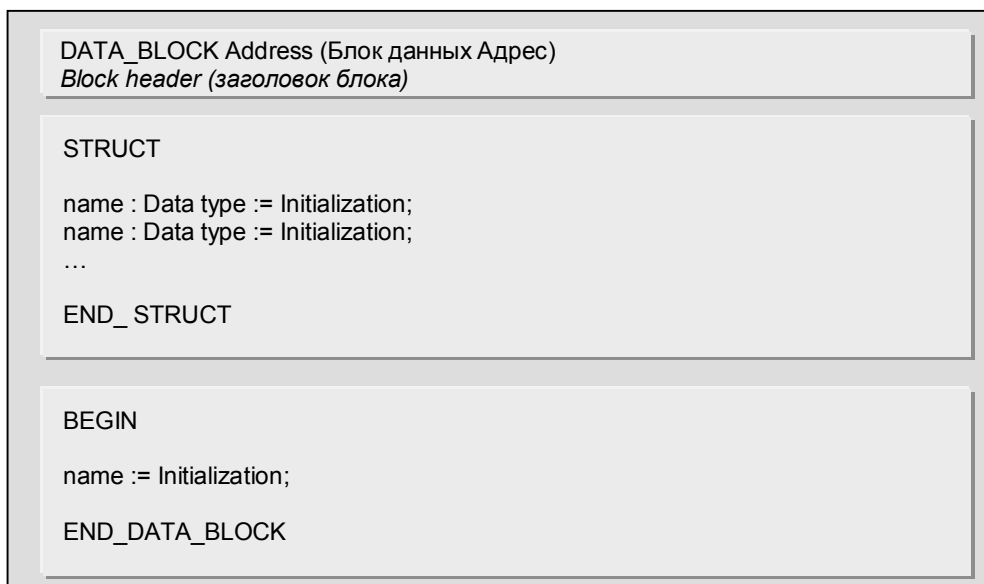 DATA_BLOCK Address (Блок данных Адрес)
Block header (заголовок блока)
STRUCT
name : Data type := Initialization;
name : Data type := Initialization;
…
END_ STRUCT
BEGIN
name := Initialization;
END_DATA_BLOCK